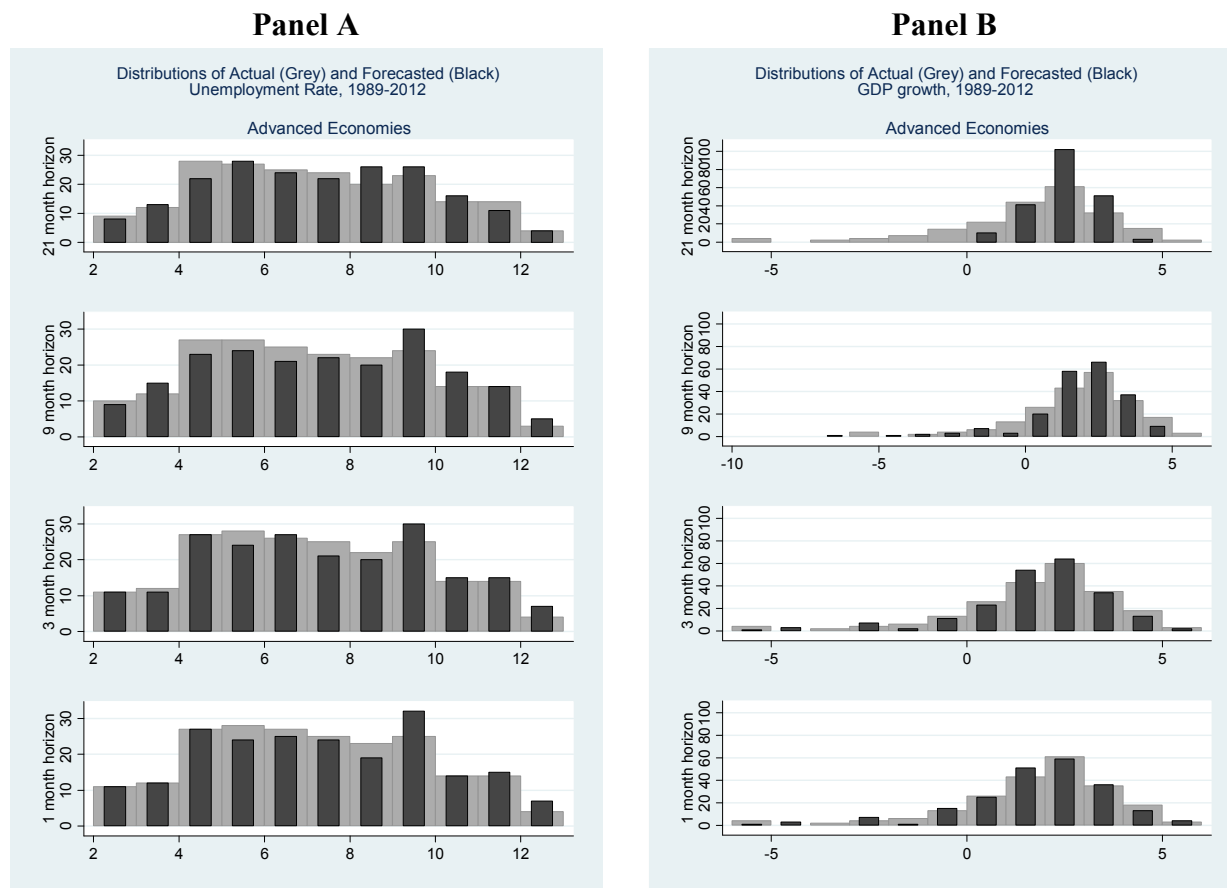 Panel A
Distributions of Actual (Grey) and Forecasted (Black)
Unemployment Rate, 1989-2012
Advanced Economies
21 month horizon
0 10 20 30
2 4 6 8 10 12
9 month horizon
0 10 20 30
2 4 6 8 10 12
3 month horizon
0 10 20 30
2 4 6 8 10 12
1 month horizon
0 10 20 30
2 4 6 8 10 12
Panel B
Distributions of Actual (Grey) and Forecasted (Black)
GDP growth, 1989-2012
Advanced Economies
21 month horizon
0 20 40 60 80 100
-5 0 5
9 month horizon
0 20 40 60 80 100
-10 -5 0 5
3 month horizon
0 20 40 60 80 100
-5 0 5
1 month horizon
0 20 40 60 80 100
-5 0 5